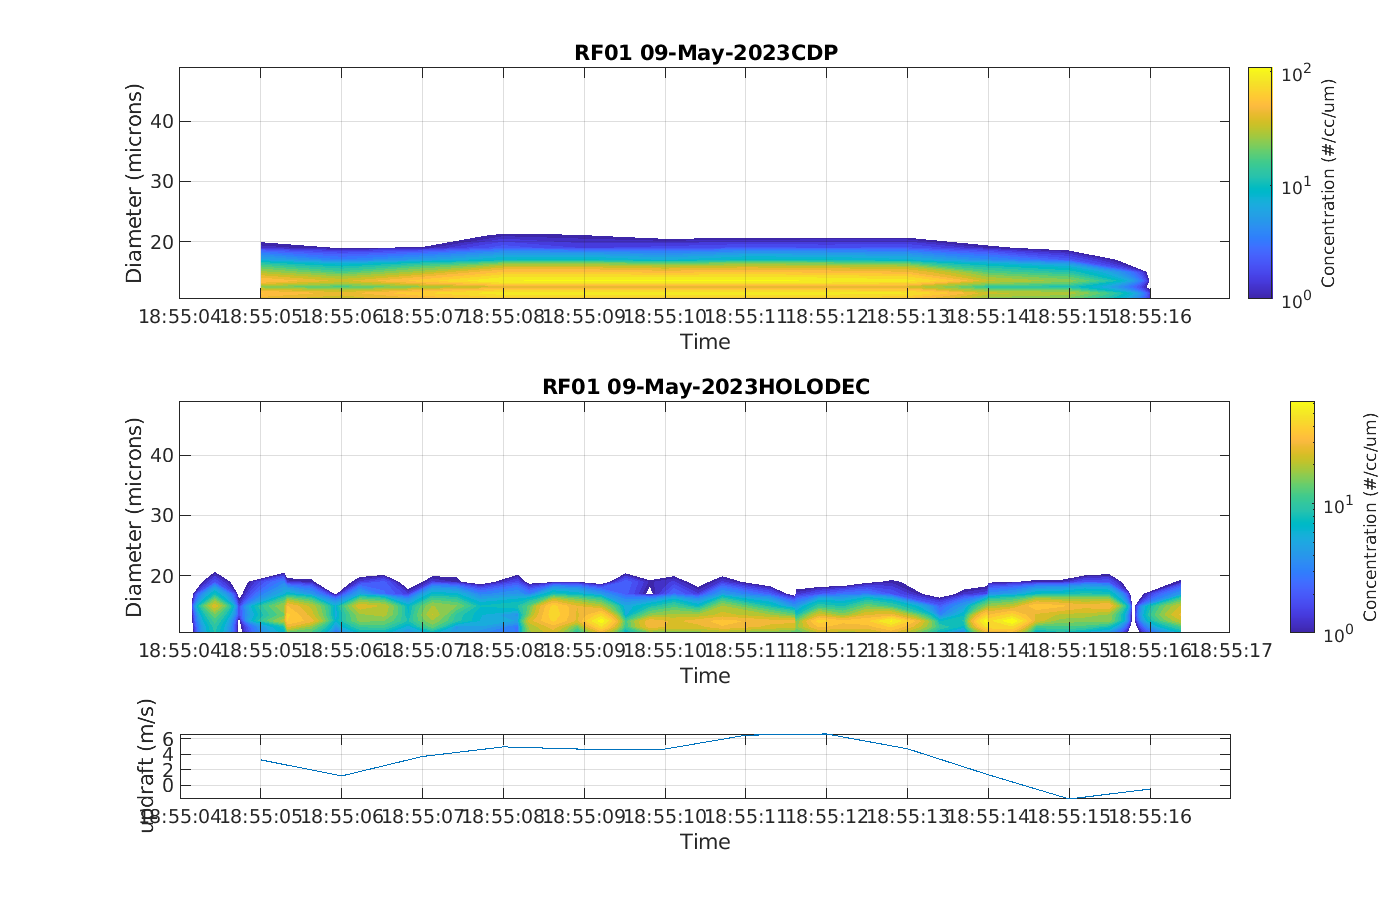 RF01 09-May-2023CDP
Diameter (microns)
40
30
20
18:55:04 18:55:05 18:55:06 18:55:07 18:55:08 18:55:09 18:55:10 18:55:11 18:55:12 18:55:13 18:55:14 18:55:15 18:55:16
Time
10^2
10^1
10^0
Concentration (#/cc/um)
RF01 09-May-2023HOLODEC
Diameter (microns)
40
30
20
18:55:04 18:55:05 18:55:06 18:55:07 18:55:08 18:55:09 18:55:10 18:55:11 18:55:12 18:55:13 18:55:14 18:55:15 18:55:16 18:55:17
Time
10^1
10^0
Concentration (#/cc/um)
updraft (m/s)
6
4
2
0
18:55:04 18:55:05 18:55:06 18:55:07 18:55:08 18:55:09 18:55:10 18:55:11 18:55:12 18:55:13 18:55:14 18:55:15 18:55:16
Time